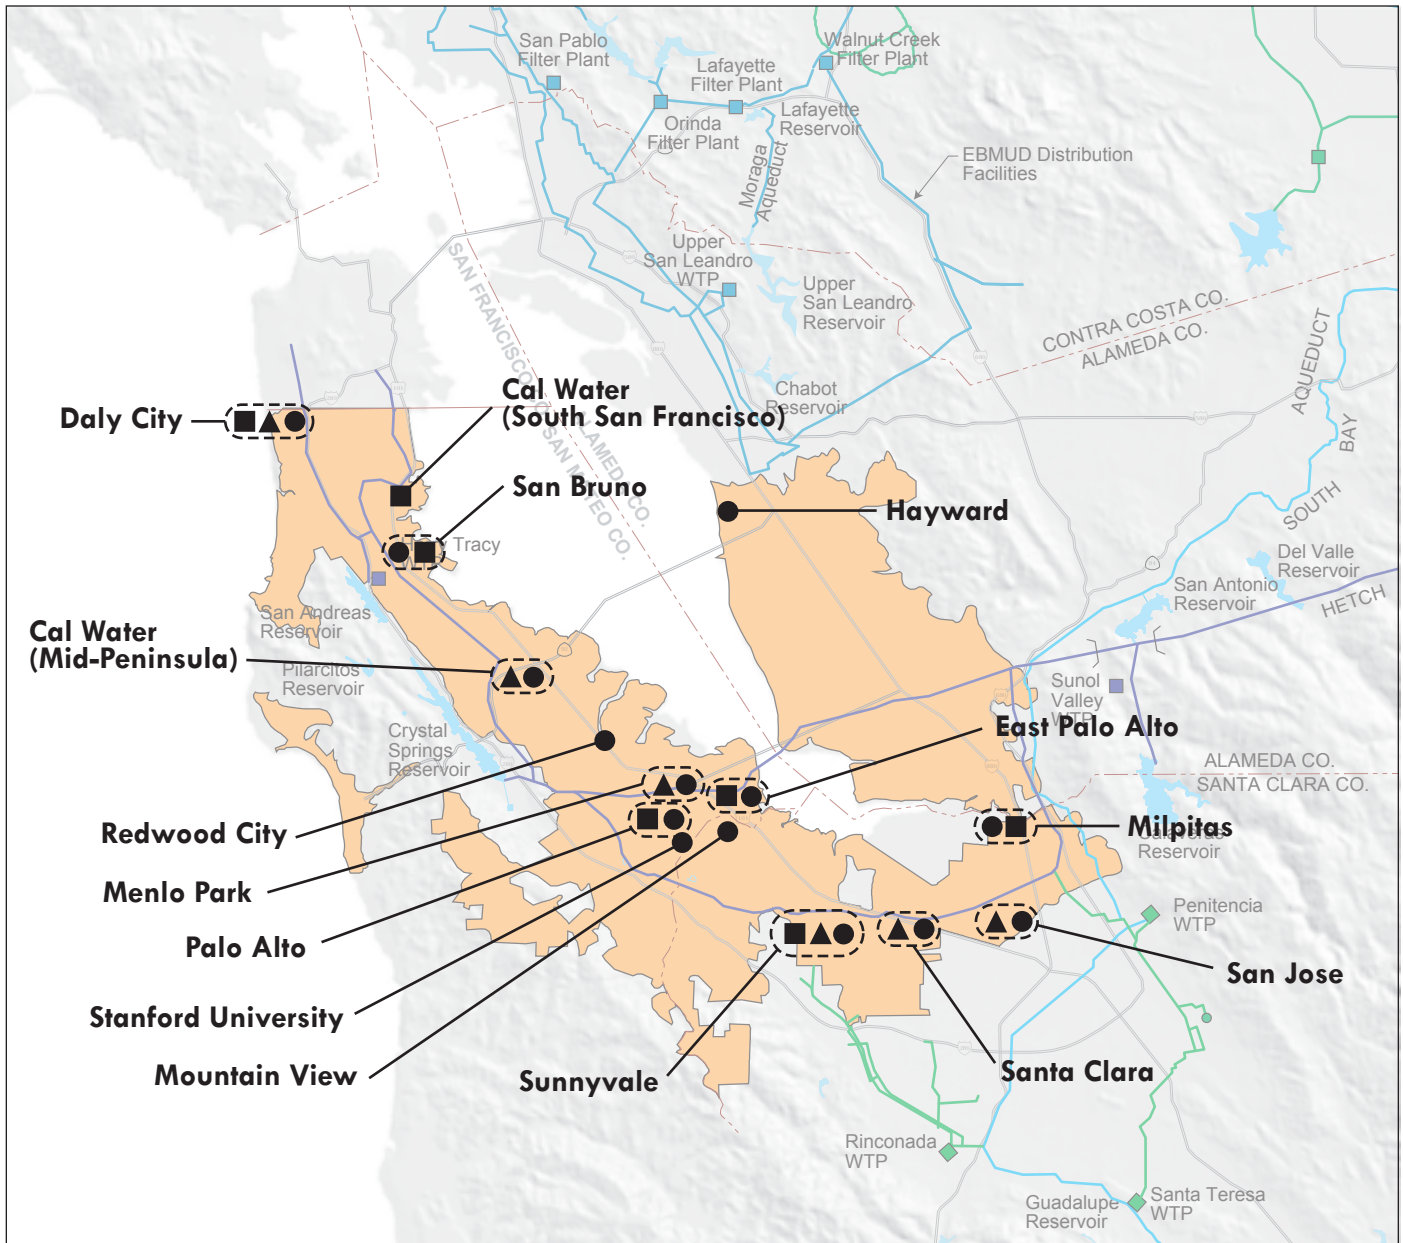 San Pablo
Filter Plant
Walnut Creek
Filter Plant
Lafayette
Filter Plant
Lafayette
Reservoir
Orinda
Filter Plant
Moraga
Aqueduct
EBMUD Distribution
Facilities
Upper
San Leandro
WTP
Upper
San Leandro
Reservoir
CONTRA COSTA CO.
ALAMEDA CO.
SAN FRANCISCO CO.
ALAMEDA CO.
SAN MATEO CO.
Chabot
Reservoir
AQUEDUCT
BAY
SOUTH
Daly City
Cal Water
(South San Francisco)
San Bruno
Tracy
Hayward
Del Valle
Reservoir
San Antonio
Reservoir
HETCH
San Andreas
Reservoir
Cal Water
(Mid-Peninsula)
Pilarcitos
Reservoir
Sunol
Valley
WTP
Crystal
Springs
Reservoir
East Palo Alto
ALAMEDA CO.
SANTA CLARA CO.
Redwood City
Milpitas
Calaveras
Reservoir
Menlo Park
Palo Alto
Penitencia
WTP
San Jose
Stanford University
Mountain View
Sunnyvale
Santa Clara
Rinconada
WTP
Guadalupe
Reservoir
Santa Teresa
WTP